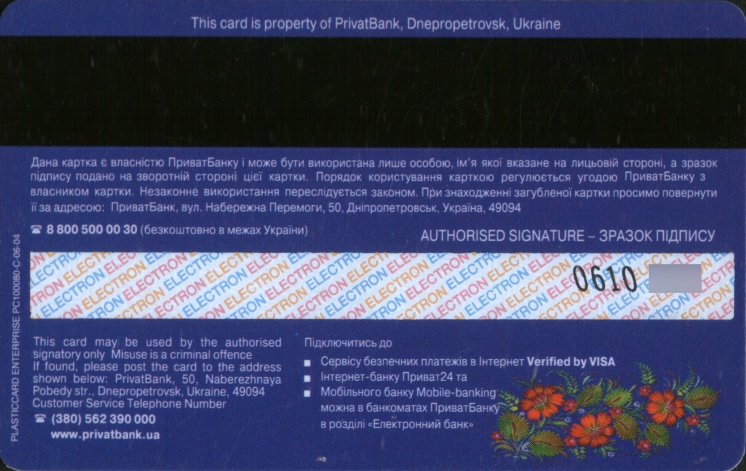 This card is property of PrivatBank, Dnepropetrovsk, Ukraine
Дана картка є власністю ПриватБанку і може бути використана лише особою, ім'я якої вказане на лицьовій стороні, а зразок
підпису подано на зворотній стороні цієї картки. Порядок користування карткою регулюється угодою ПриватБанку з
власником картки. Незаконне використання переслідується законом. При знаходженні загубленої картки просимо повернути
її за адресою: ПриватБанк, вул. Набережна Перемоги, 50, Дніпропетровськ, Україна, 49094
☎ 8 800 500 00 30 (безкоштовно в межах України)
AUTHORISED SIGNATURE – ЗРАЗОК ПІДПИСУ
ELECTRON ELECTRON ELECTRON ELECTRON
0610
PLASTICCARD ENTERPRISE PC100080-C-06-04
This card may be used by the authorised
signatory only Misuse is a criminal offence
If found, please post the card to the address
shown below: PrivatBank, 50, Naberezhnaya
Pobedy str., Dnepropetrovsk, Ukraine, 49094
Customer Service Telephone Number
☎ (380) 562 390 000
www.privatbank.ua
Підключитись до
■ Сервісу безпечних платежів в Інтернет Verified by VISA
■ Інтернет-банку Приват24 та
■ Мобільного банку Mobile-banking
можна в банкоматах ПриватБанку
в розділі «Електронний банк»